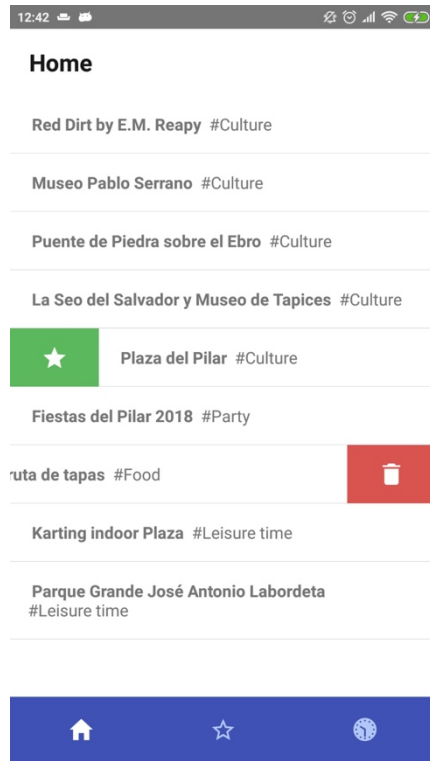 12:42
Home
Red Dirt by E.M. Reapy #Culture
Museo Pablo Serrano #Culture
Puente de Piedra sobre el Ebro #Culture
La Seo del Salvador y Museo de Tapices #Culture
Plaza del Pilar #Culture
Fiestas del Pilar 2018 #Party
ruta de tapas #Food
Karting indoor Plaza #Leisure time
Parque Grande José Antonio Labordeta
#Leisure time